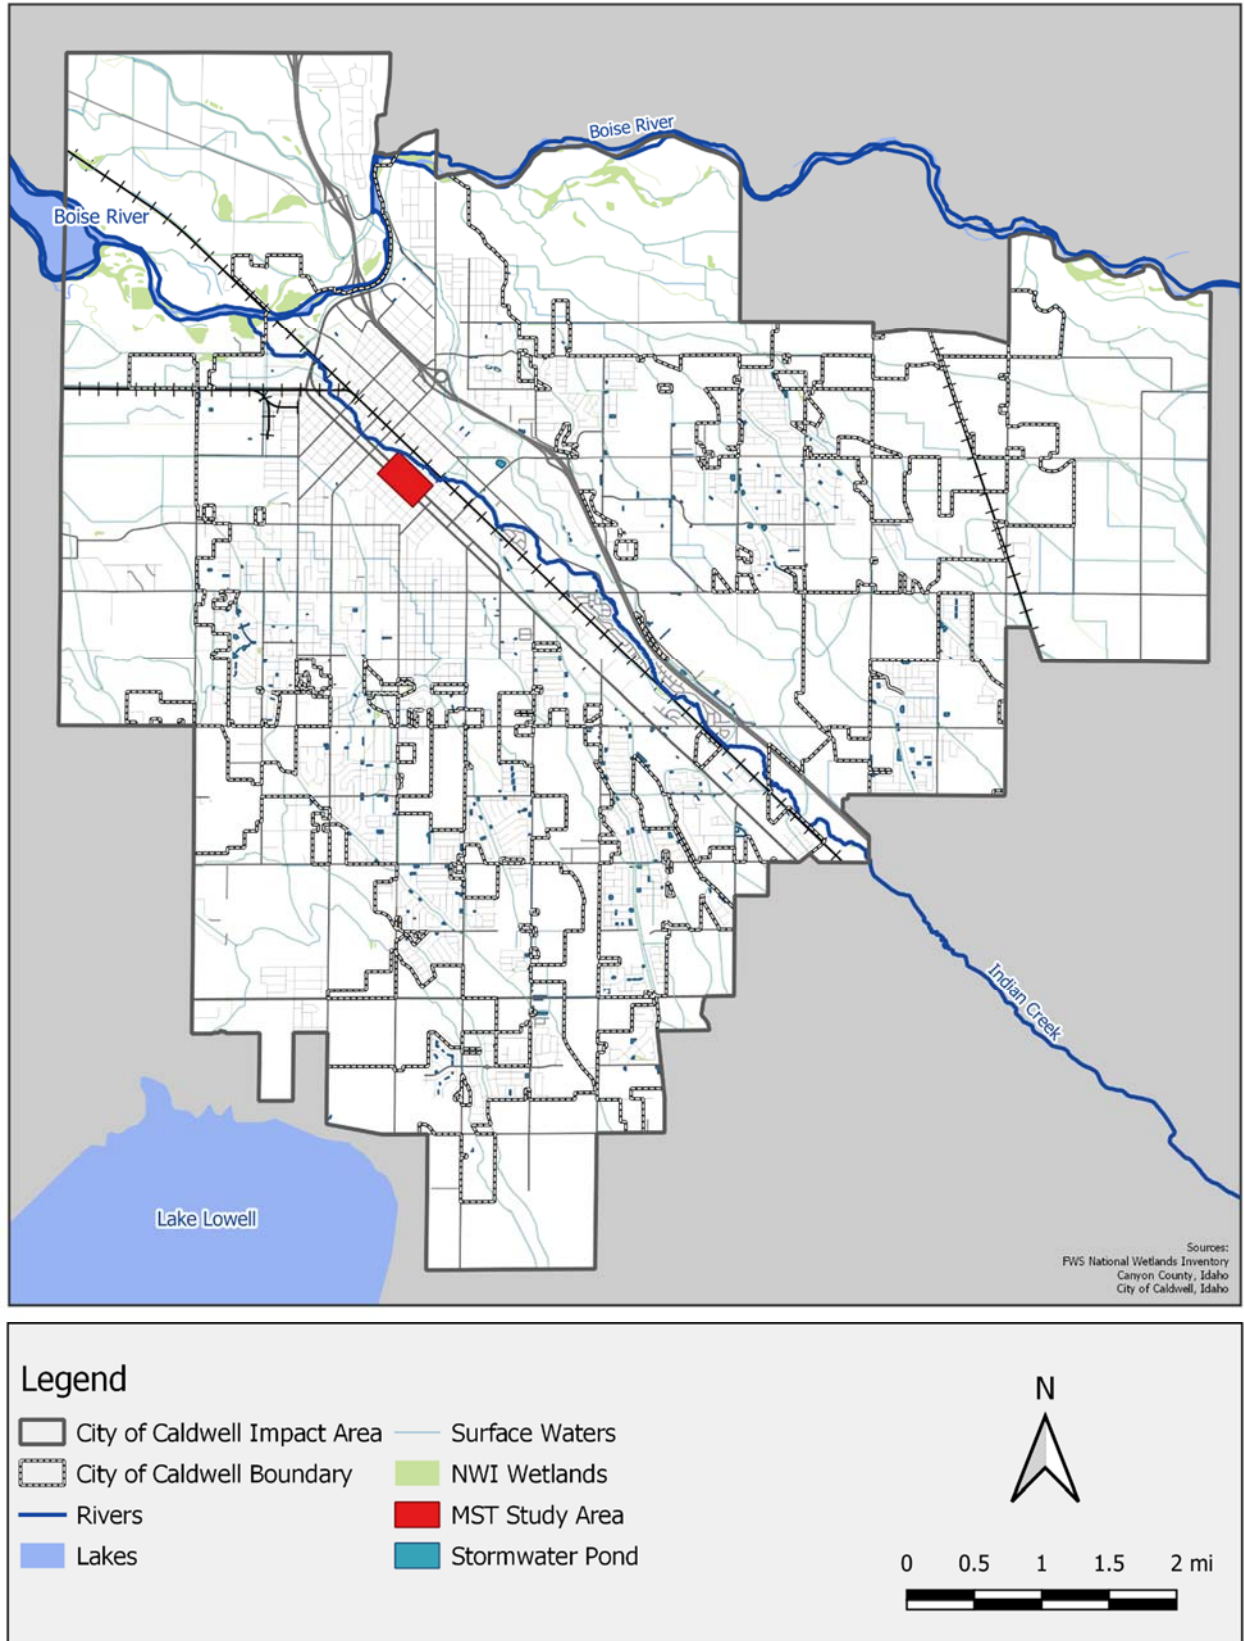 Boise River
Boise River
Indian Creek
Lake Lowell
Sources:
FWS National Wetlands Inventory
Canyon County, Idaho
City of Caldwell, Idaho
Legend
City of Caldwell Impact Area
City of Caldwell Boundary
Rivers
Lakes
Surface Waters
NWI Wetlands
MST Study Area
Stormwater Pond
N
0 0.5 1 1.5 2 mi